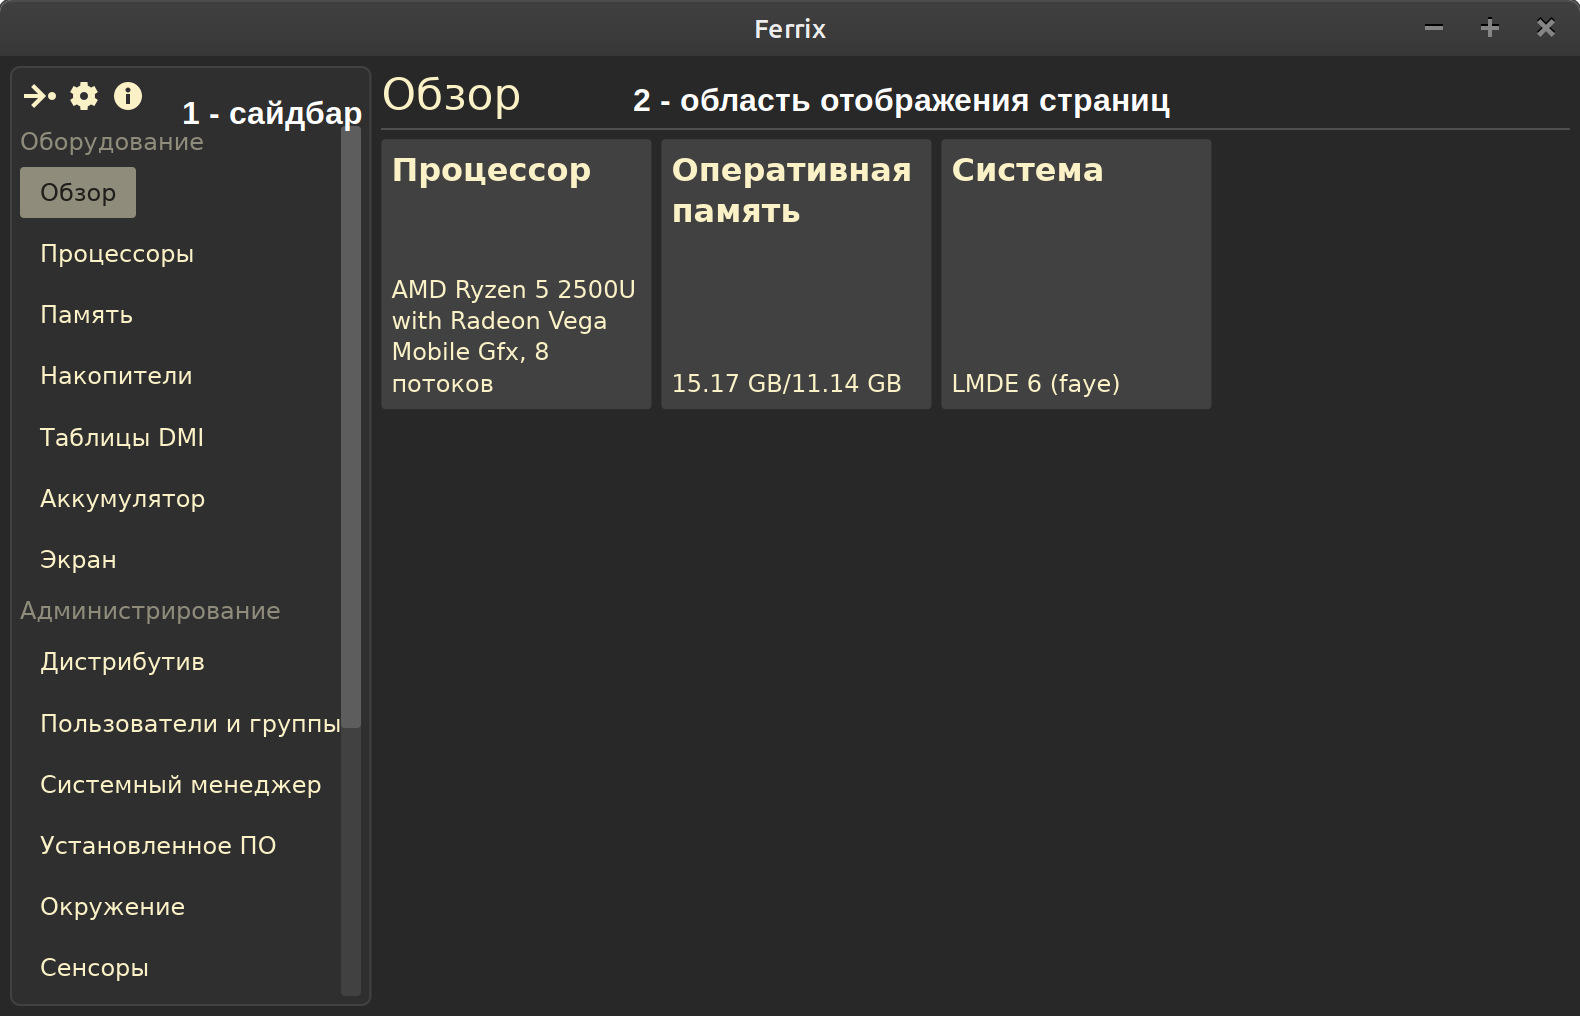 Ferrix
1 - сайдбар
Оборудование
Обзор
Процессоры
Память
Накопители
Таблицы DMI
Аккумулятор
Экран
Администрирование
Дистрибутив
Пользователи и группы
Системный менеджер
Установленное ПО
Окружение
Сенсоры
Обзор
2 - область отображения страниц
Процессор
AMD Ryzen 5 2500U
with Radeon Vega
Mobile Gfx, 8
потоков
Оперативная
память
15.17 GB/11.14 GB
Система
LMDE 6 (faye)